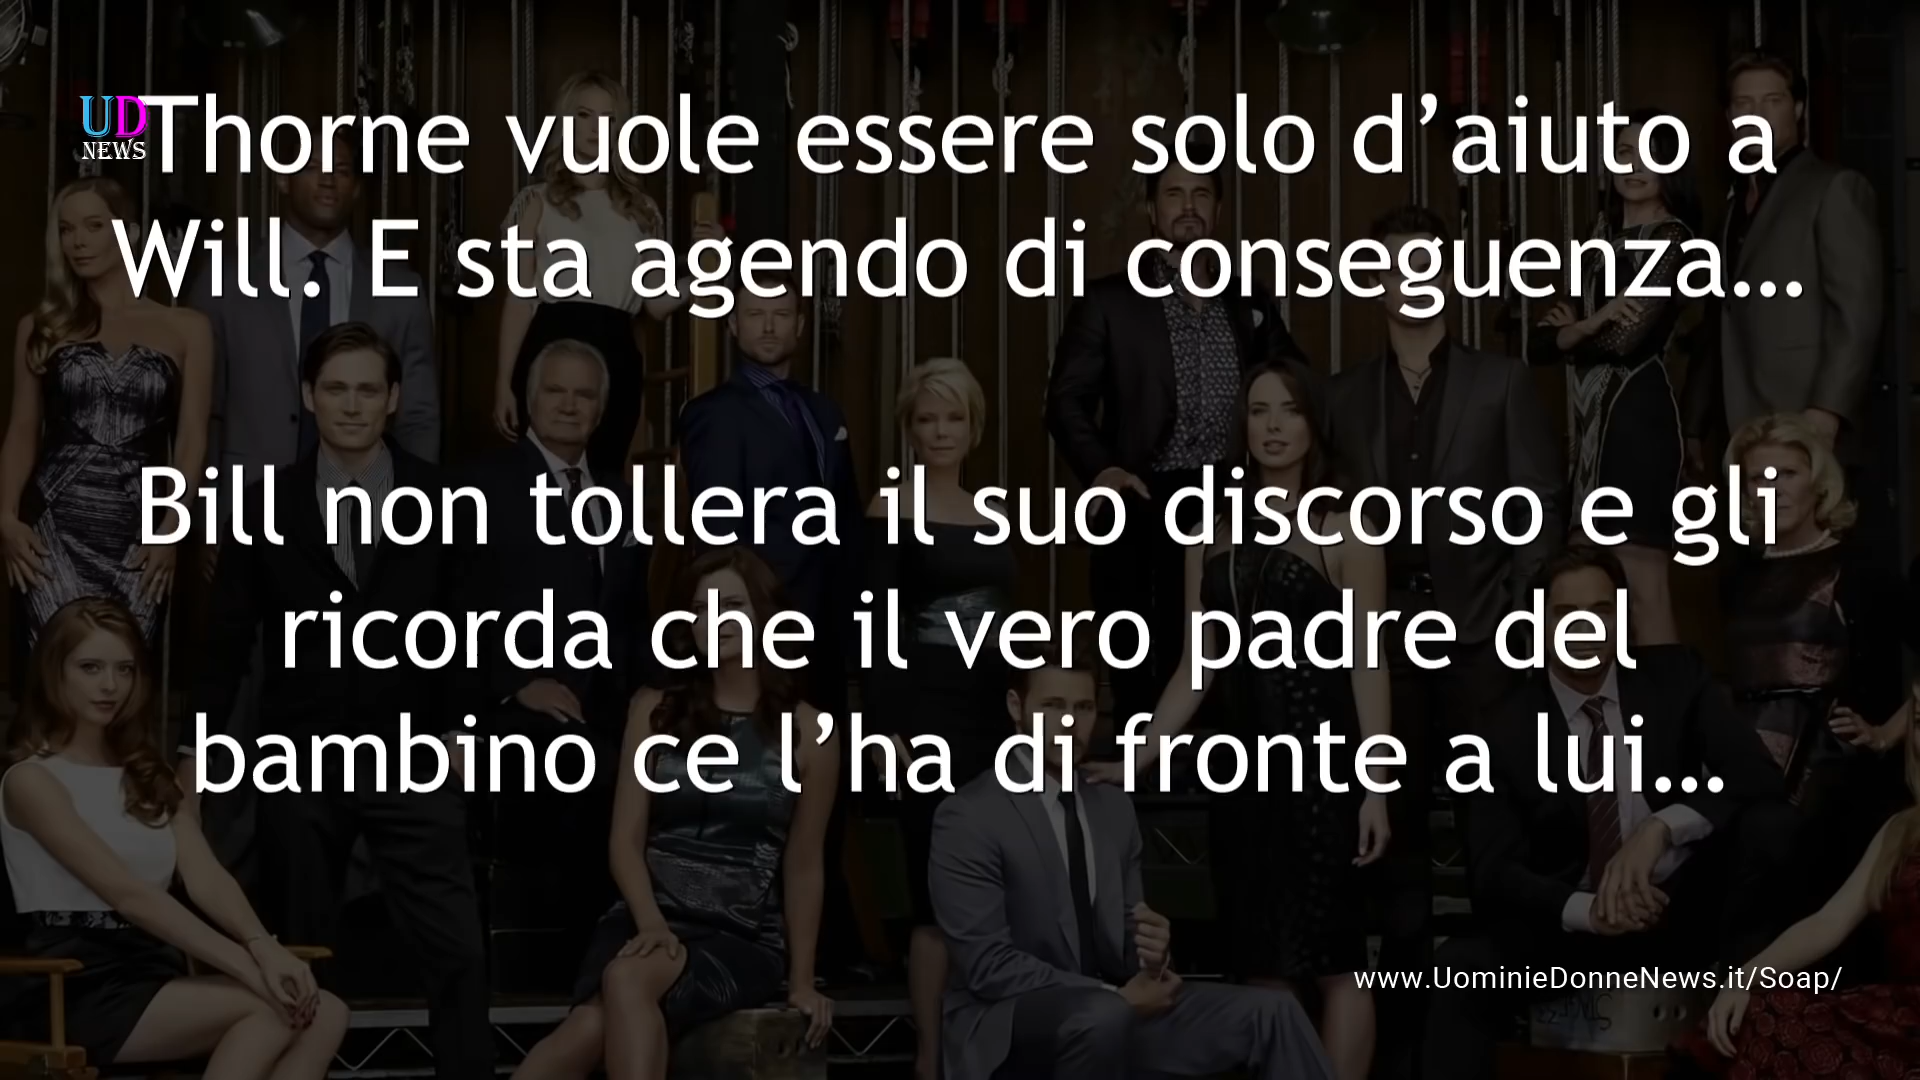 UD
NEWS
Thorne vuole essere solo d’aiuto a
Will. E sta agendo di conseguenza...
Bill non tollera il suo discorso e gli
ricorda che il vero padre del
bambino ce l’ha di fronte a lui...
www.UominieDonneNews.it/Soap/